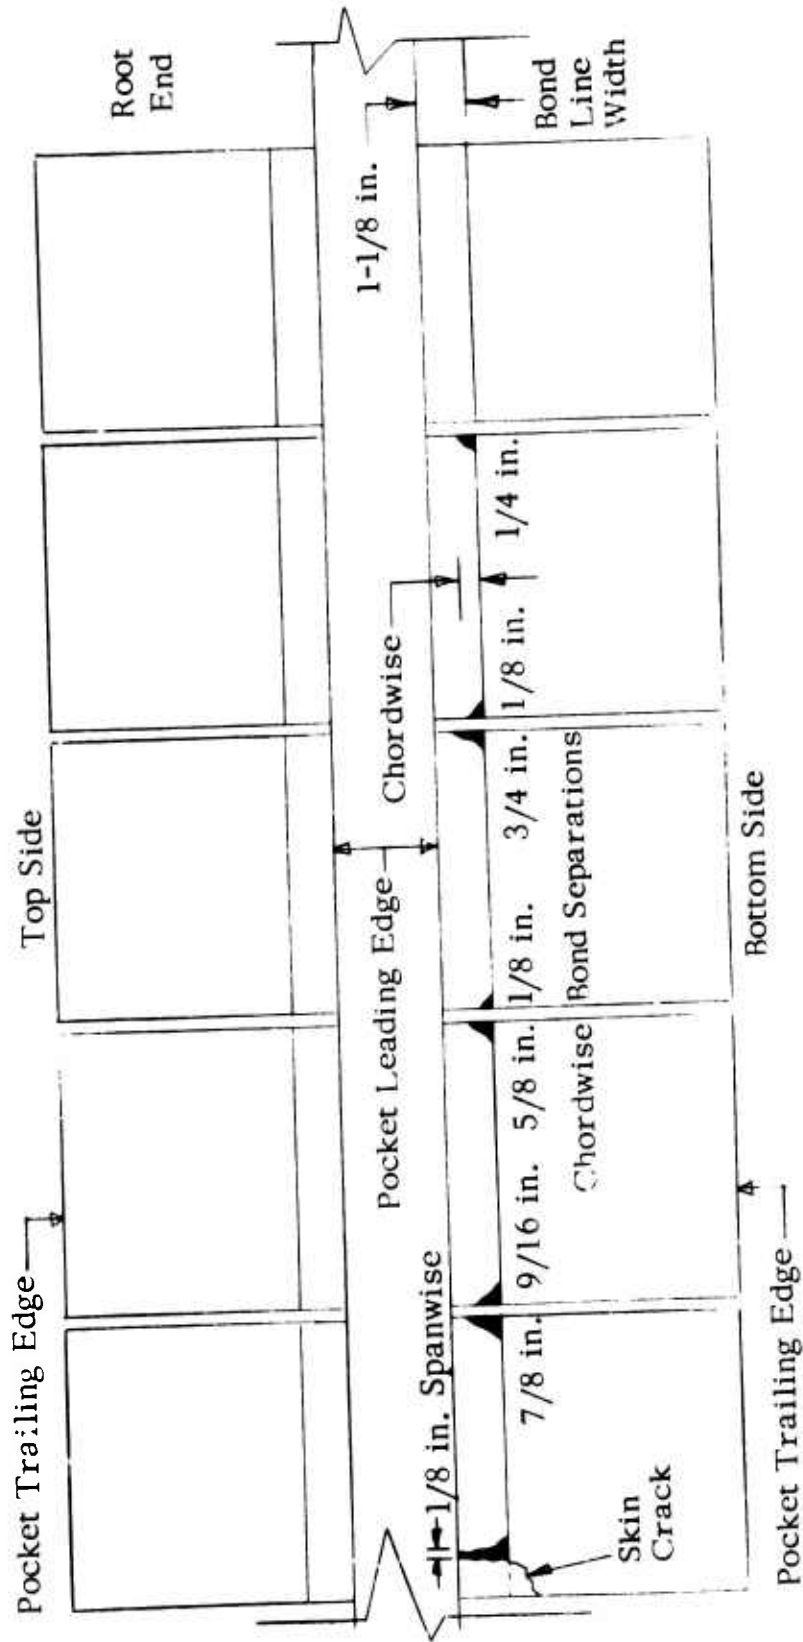 Pocket Trailing Edge
Top Side
Root
End
Pocket Leading Edge
Chordwise
1-1/8 in.
1/8 in. Spanwise
7/8 in.
9/16 in.
5/8 in.
1/8 in.
3/4 in.
1/8 in.
1/4 in.
Bond
Line
Width
Chordwise Bond Separations
Skin
Crack
Pocket Trailing Edge
Bottom Side